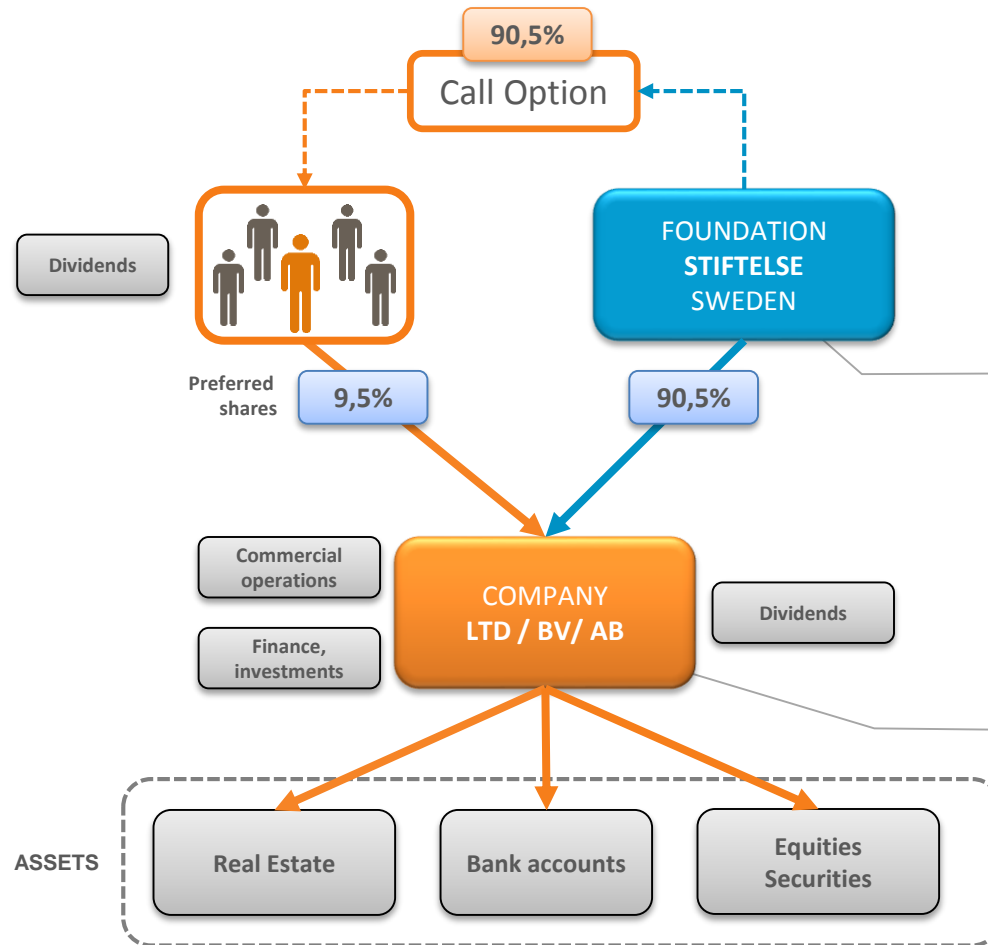 90,5%
Call Option
Dividends
FOUNDATION
STIFTELSE
SWEDEN
Preferred
shares
9,5%
90,5%
Commercial
operations
Finance,
investments
COMPANY
LTD / BV/ AB
Dividends
ASSETS
Real Estate
Bank accounts
Equities
Securities